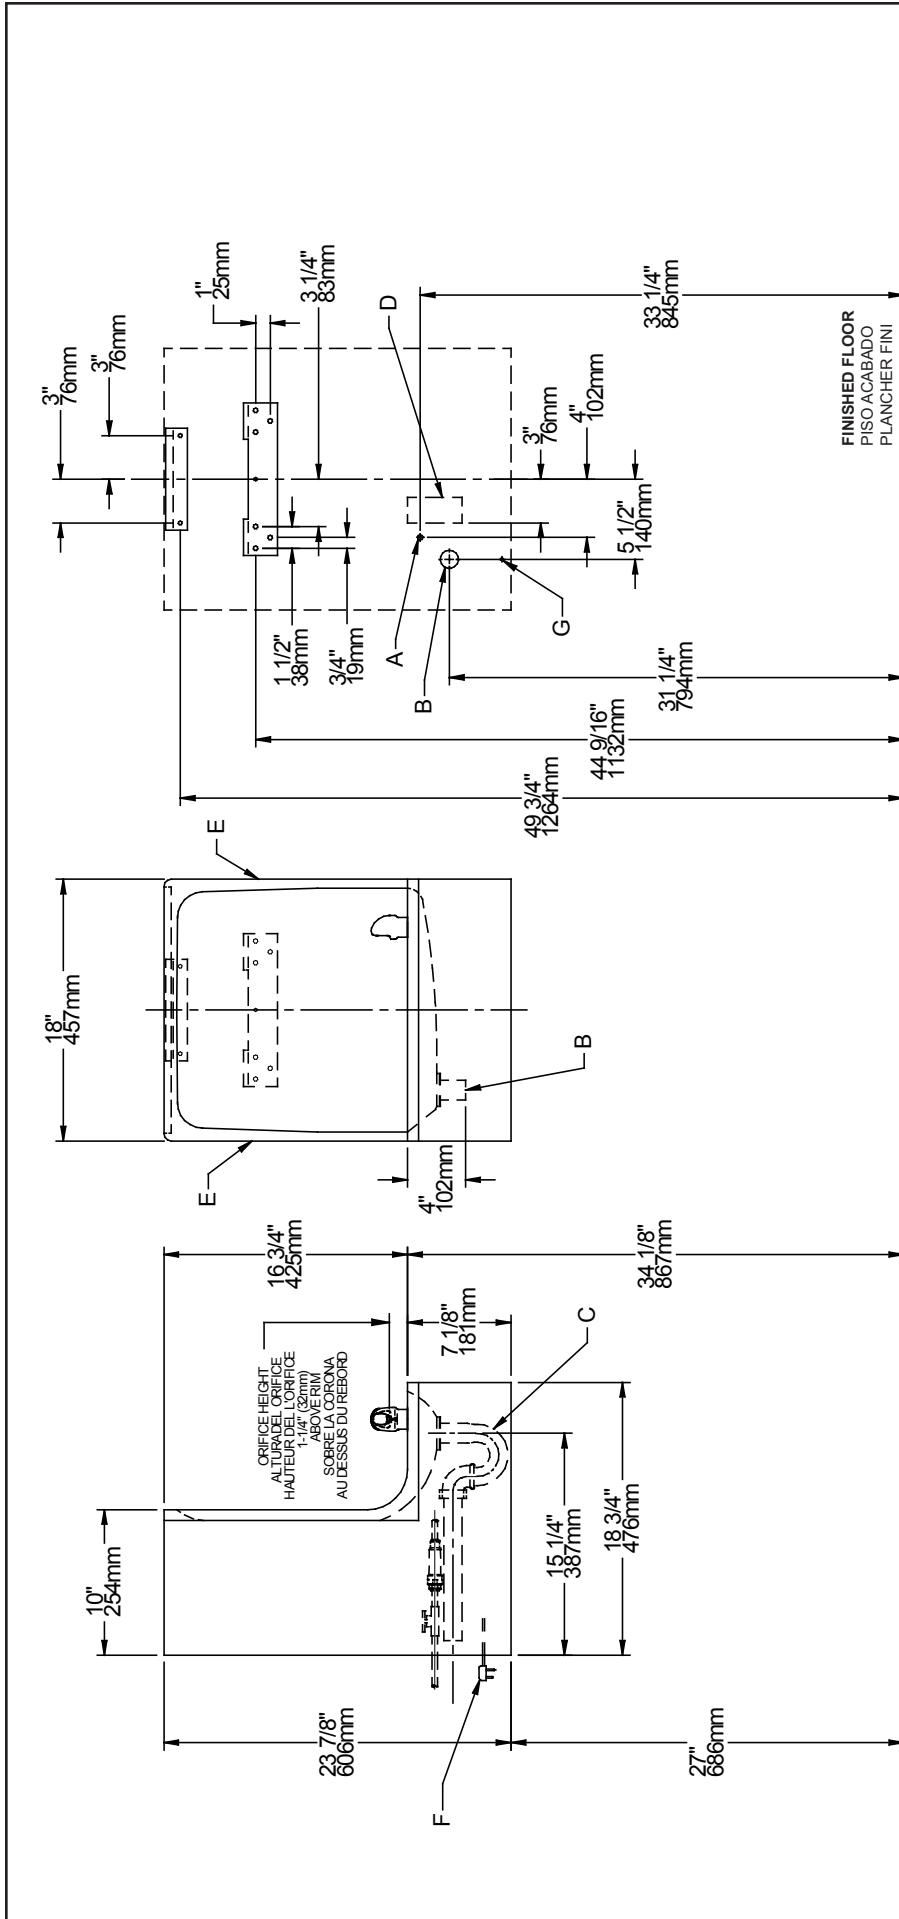 10"
254mm
23 7/8"
606mm
27"
686mm
F
ORIFICE HEIGHT
ALTURADEL ORIFICE
HAUTEUR DEL L'ORIFICE
1-1/4" (32mm)
ABOVE RIM
SOBRE LA CORONA
AU DESSUS DU REBORD
16 3/4"
425mm
7 1/8"
181mm
34 1/8"
867mm
15 1/4"
387mm
18 3/4"
476mm
C
18"
457mm
E
E
4"
102mm
B
3"
76mm
3"
76mm
1"
25mm
3 1/4"
83mm
1 1/2"
38mm
3/4"
19mm
A
B
D
G
3"
76mm
4"
102mm
5 1/2"
140mm
33 1/4"
845mm
31 1/4"
794mm
44 9/16"
1132mm
49 3/4"
1264mm
FINISHED FLOOR
PISO ACABADO
PLANCHER FINI